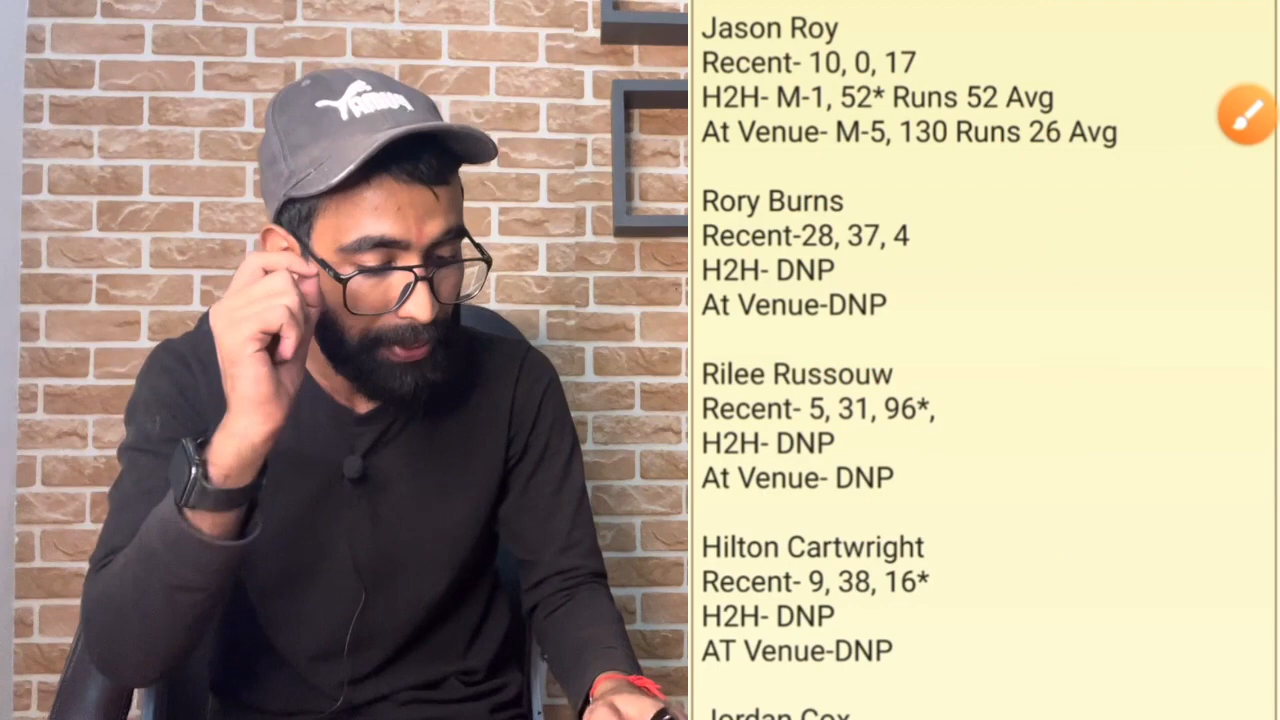 Jason Roy
Recent- 10, 0, 17
H2H- M-1, 52* Runs 52 Avg
At Venue- M-5, 130 Runs 26 Avg
Rory Burns
Recent-28, 37, 4
H2H- DNP
At Venue-DNP
Rilee Russouw
Recent- 5, 31, 96*,
H2H- DNP
At Venue- DNP
Hilton Cartwright
Recent- 9, 38, 16*
H2H- DNP
AT Venue-DNP
Jordan Cox